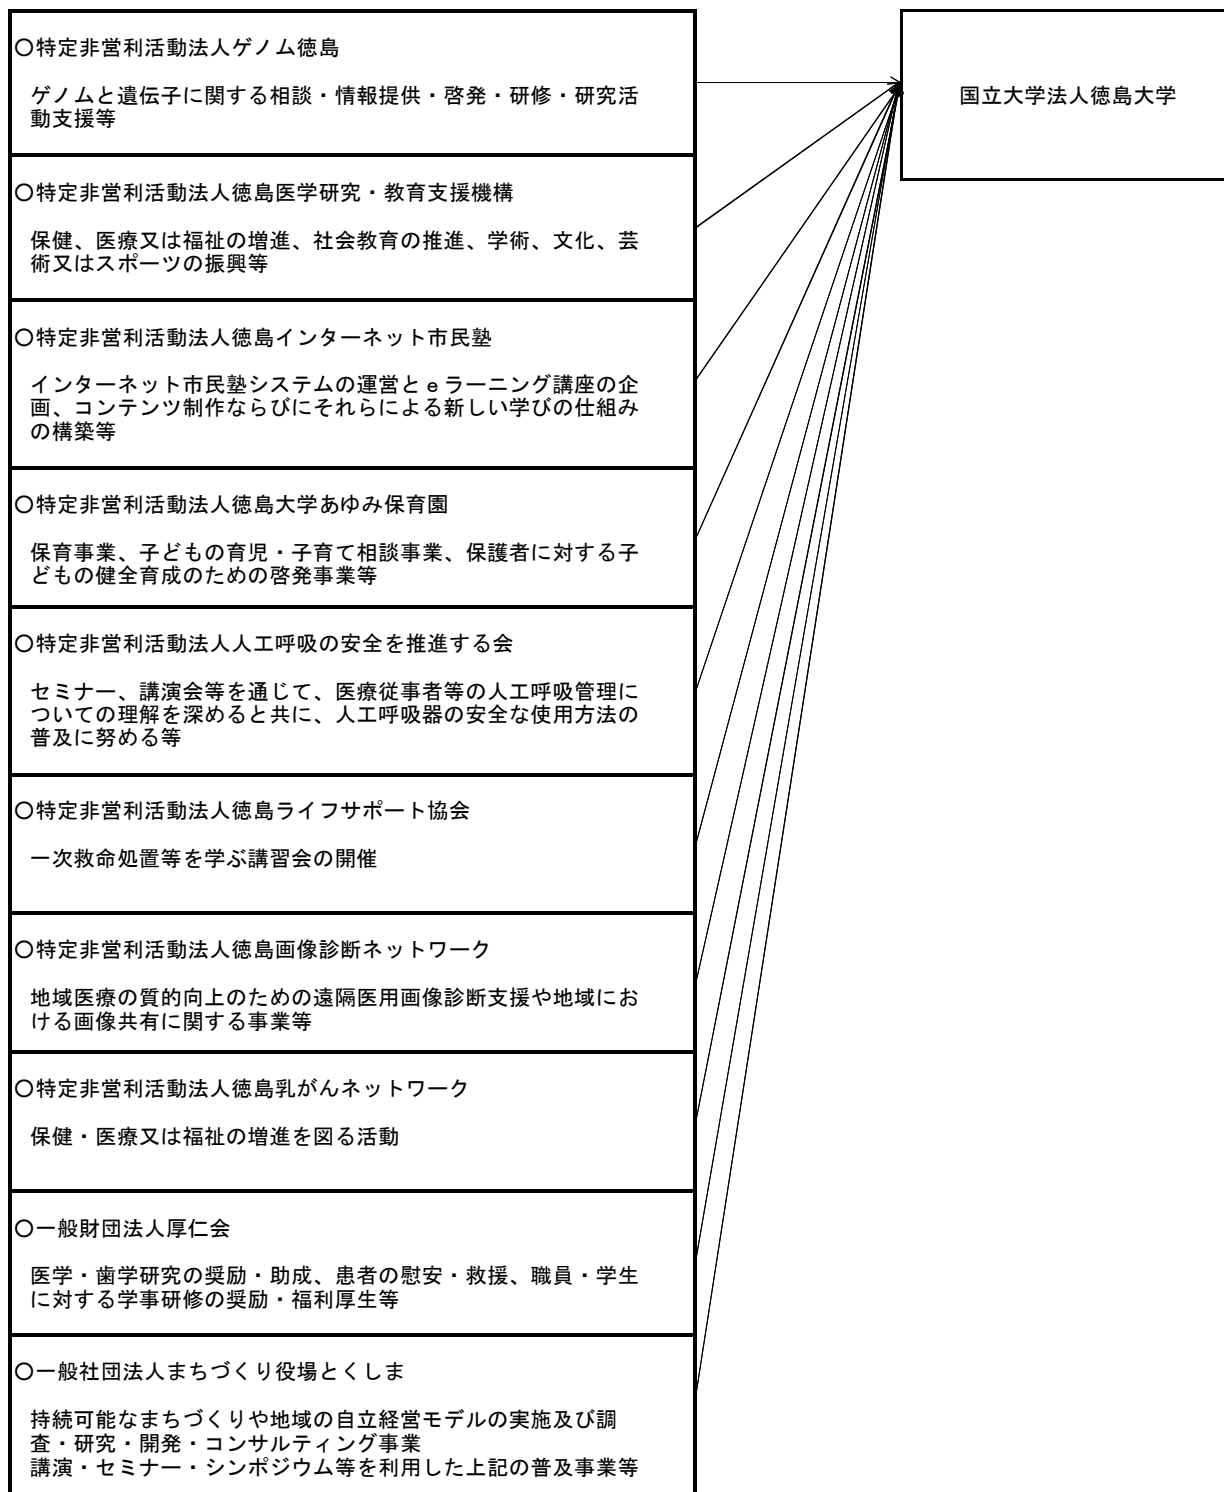 〇特定非営利活動法人ゲノム徳島
ゲノムと遺伝子に関する相談・情報提供・啓発・研修・研究活
動支援等
国立大学法人徳島大学
〇特定非営利活動法人徳島医学研究・教育支援機構
保健、医療又は福祉の増進、社会教育の推進、学術、文化、芸
術又はスポーツの振興等
〇特定非営利活動法人徳島インターネット市民塾
インターネット市民塾システムの運営とｅラーニング講座の企
画、コンテンツ制作ならびにそれらによる新しい学びの仕組み
の構築等
〇特定非営利活動法人徳島大学あゆみ保育園
保育事業、子どもの育児・子育て相談事業、保護者に対する子
どもの健全育成のための啓発事業等
〇特定非営利活動法人人工呼吸の安全を推進する会
セミナー、講演会等を通じて、医療従事者等の人工呼吸管理に
ついての理解を深めると共に、人工呼吸器の安全な使用方法の
普及に努める等
〇特定非営利活動法人徳島ライフサポート協会
一次救命処置等を学ぶ講習会の開催
〇特定非営利活動法人徳島画像診断ネットワーク
地域医療の質的向上のための遠隔医用画像診断支援や地域にお
ける画像共有に関する事業等
〇特定非営利活動法人徳島乳がんネットワーク
保健・医療又は福祉の増進を図る活動
〇一般財団法人厚仁会
医学・歯学研究の奨励・助成、患者の慰安・救援、職員・学生
に対する学事研修の奨励・福利厚生等
〇一般社団法人まちづくり役場とくしま
持続可能なまちづくりや地域の自立経営モデルの実施及び調
査・研究・開発・コンサルティング事業
講演・セミナー・シンポジウム等を利用した上記の普及事業等